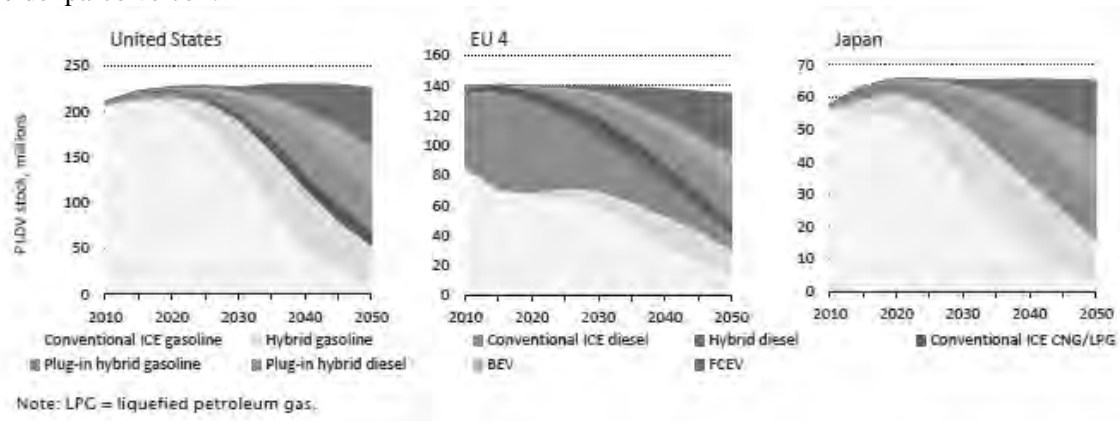 United States
EU 4
Japan
250
200
150
100
50
0
PLDV stock, millions
2010 2020 2030 2040 2050
160
140
120
100
80
60
40
20
0
2010 2020 2030 2040 2050
70
60
50
40
30
20
10
0
2010 2020 2030 2040 2050
Conventional ICE gasoline Hybrid gasoline Conventional ICE diesel Hybrid diesel Conventional ICE CNG/LPG
Plug-in hybrid gasoline Plug-in hybrid diesel BEV FCEV
Note: LPG = liquefied petroleum gas.